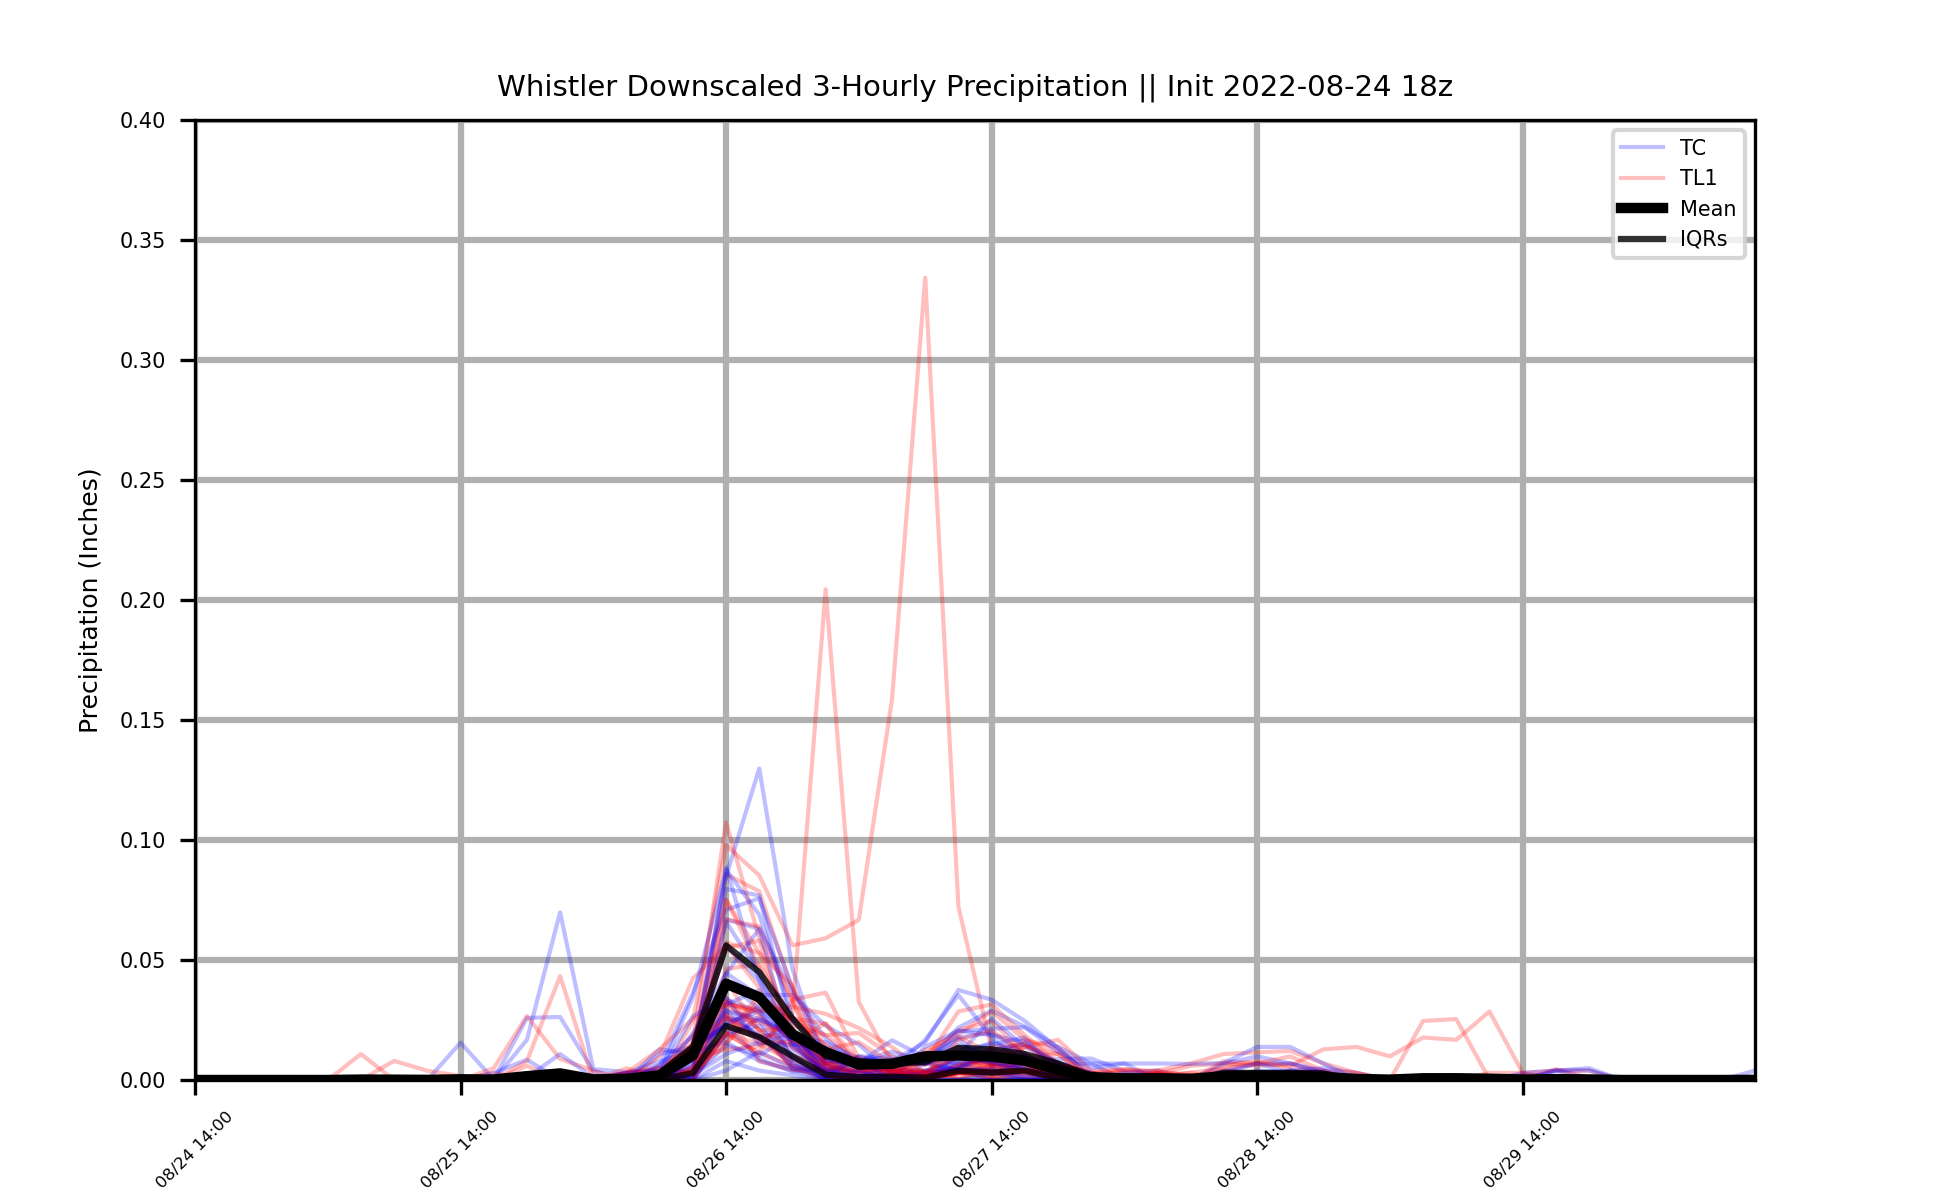 Whistler Downscaled 3-Hourly Precipitation || Init 2022-08-24 18z
TC
TL1
Mean
IQRs
Precipitation (Inches)
0.40
0.35
0.30
0.25
0.20
0.15
0.10
0.05
0.00
08/24 14:00
08/25 14:00
08/26 14:00
08/27 14:00
08/28 14:00
08/29 14:00